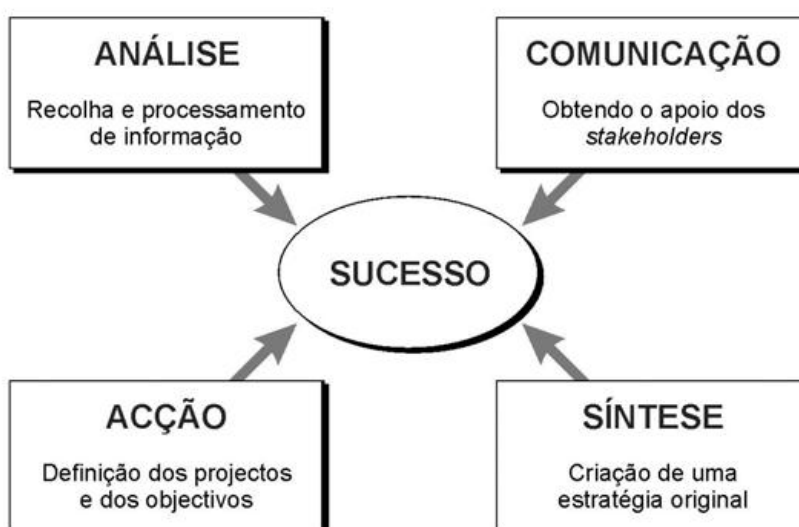 ANÁLISE
Recolha e processamento
de informação
COMUNICAÇÃO
Obtendo o apoio dos
stakeholders
SUCESSO
ACÇÃO
Definição dos projectos
e dos objectivos
SÍNTESE
Criação de uma
estratégia original